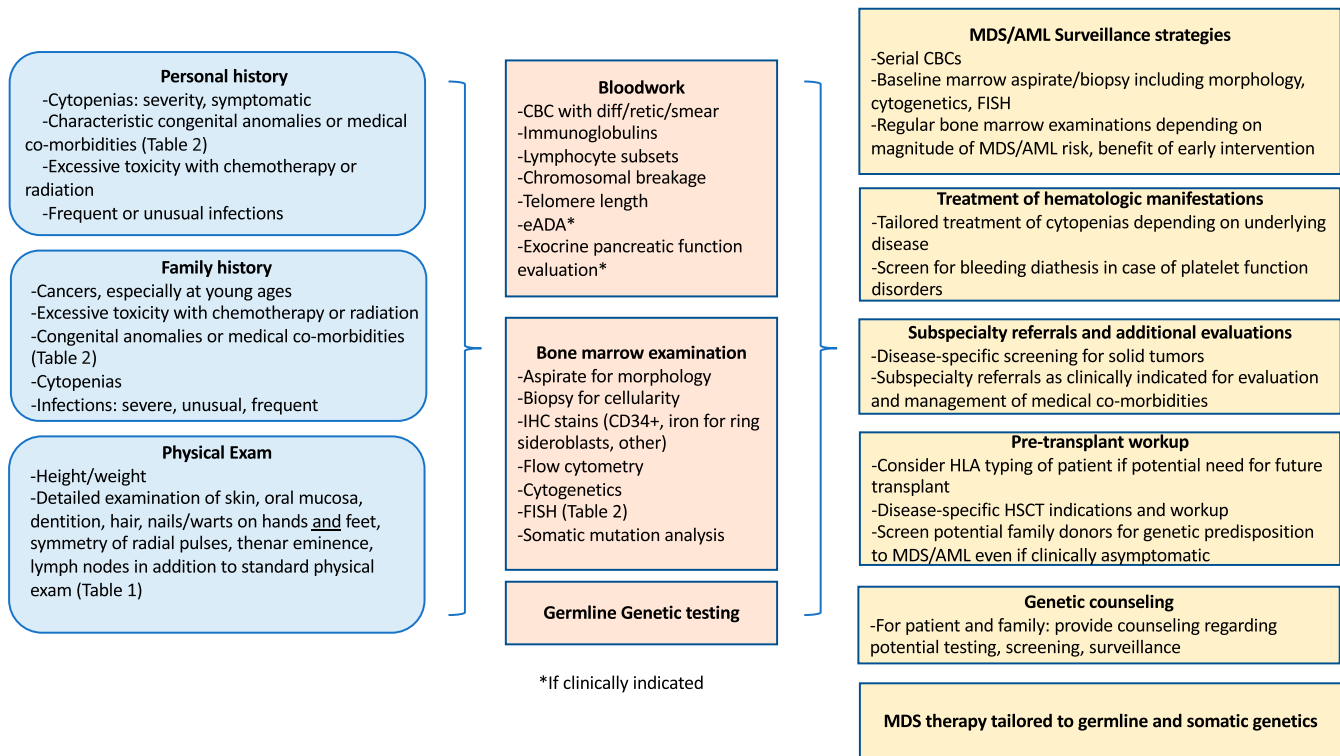 Personal history
-Cytopenias: severity, symptomatic
-Characteristic congenital anomalies or medical
co-morbidities (Table 2)
-Excessive toxicity with chemotherapy or
radiation
-Frequent or unusual infections
Family history
-Cancers, especially at young ages
-Excessive toxicity with chemotherapy or radiation
-Congenital anomalies or medical co-morbidities
(Table 2)
-Cytopenias
-Infections: severe, unusual, frequent
Physical Exam
-Height/weight
-Detailed examination of skin, oral mucosa,
dentition, hair, nails/warts on hands and feet,
symmetry of radial pulses, thenar eminence,
lymph nodes in addition to standard physical
exam (Table 1)
Bloodwork
-CBC with diff/retic/smear
-Immunoglobulins
-Lymphocyte subsets
-Chromosomal breakage
-Telomere length
-eADA*
-Exocrine pancreatic function
evaluation*
Bone marrow examination
-Aspirate for morphology
-Biopsy for cellularity
-IHC stains (CD34+, iron for ring
sideroblasts, other)
-Flow cytometry
-Cytogenetics
-FISH (Table 2)
-Somatic mutation analysis
Germline Genetic testing
*If clinically indicated
MDS/AML Surveillance strategies
-Serial CBCs
-Baseline marrow aspirate/biopsy including morphology,
cytogenetics, FISH
-Regular bone marrow examinations depending on
magnitude of MDS/AML risk, benefit of early intervention
Treatment of hematologic manifestations
-Tailored treatment of cytopenias depending on underlying
disease
-Screen for bleeding diathesis in case of platelet function
disorders
Subspecialty referrals and additional evaluations
-Disease-specific screening for solid tumors
-Subspecialty referrals as clinically indicated for evaluation
and management of medical co-morbidities
Pre-transplant workup
-Consider HLA typing of patient if potential need for future
transplant
-Disease-specific HSCT indications and workup
-Screen potential family donors for genetic predisposition
to MDS/AML even if clinically asymptomatic
Genetic counseling
-For patient and family: provide counseling regarding
potential testing, screening, surveillance
MDS therapy tailored to germline and somatic genetics